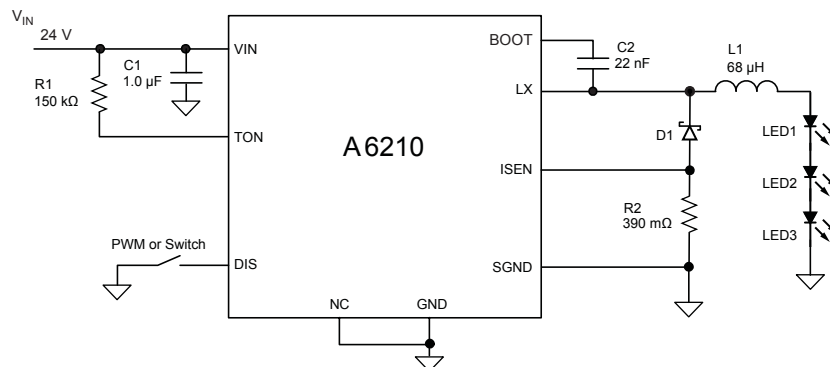 VIN
24 V
R1
150 kΩ
C1
1.0 µF
VIN
TON
PWM or Switch
DIS
A6210
NC
GND
BOOT
LX
ISEN
SGND
C2
22 nF
L1
68 µH
D1
R2
390 mΩ
LED1
LED2
LED3